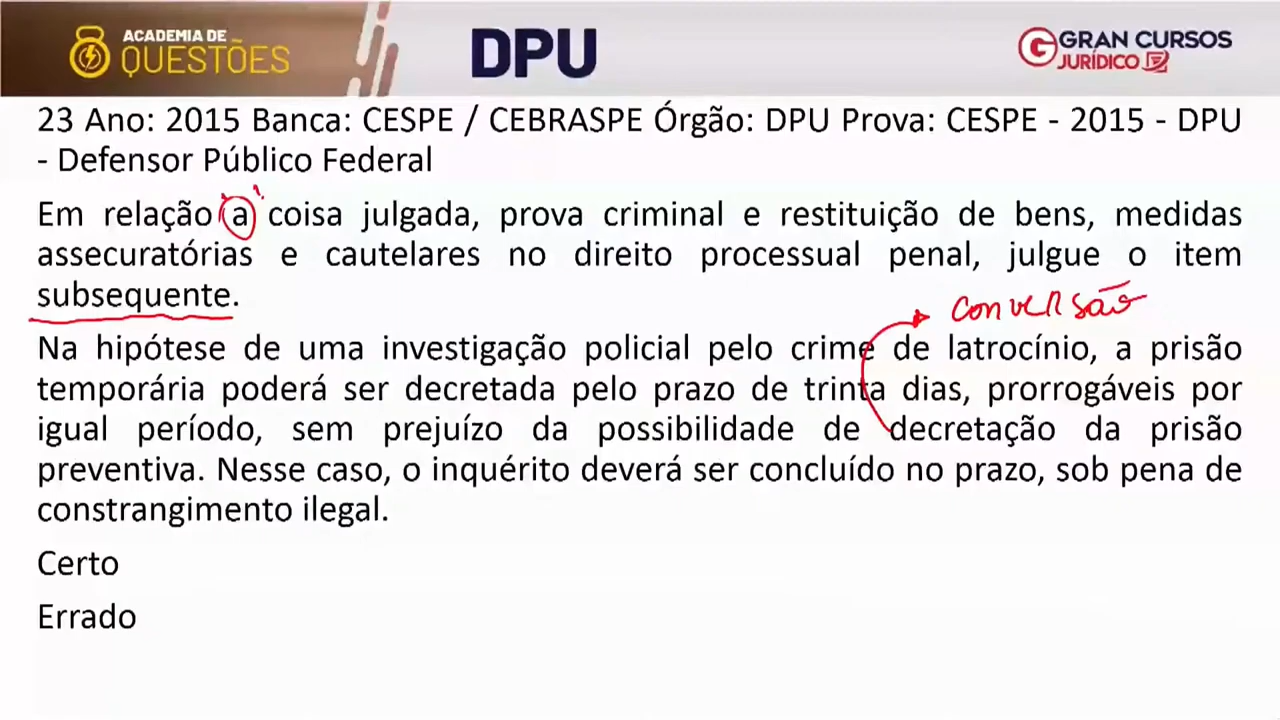 ACADEMIA DE
QUESTÕES
DPU
GRAN CURSOS
JURÍDICO
23 Ano: 2015 Banca: CESPE / CEBRASPE Órgão: DPU Prova: CESPE - 2015 - DPU
- Defensor Público Federal
Em relação a coisa julgada, prova criminal e restituição de bens, medidas
assecuratórias e cautelares no direito processual penal, julgue o item
subsequente.
conversão
Na hipótese de uma investigação policial pelo crime de latrocínio, a prisão
temporária poderá ser decretada pelo prazo de trinta dias, prorrogáveis por
igual período, sem prejuízo da possibilidade de decretação da prisão
preventiva. Nesse caso, o inquérito deverá ser concluído no prazo, sob pena de
constrangimento ilegal.
Certo
Errado